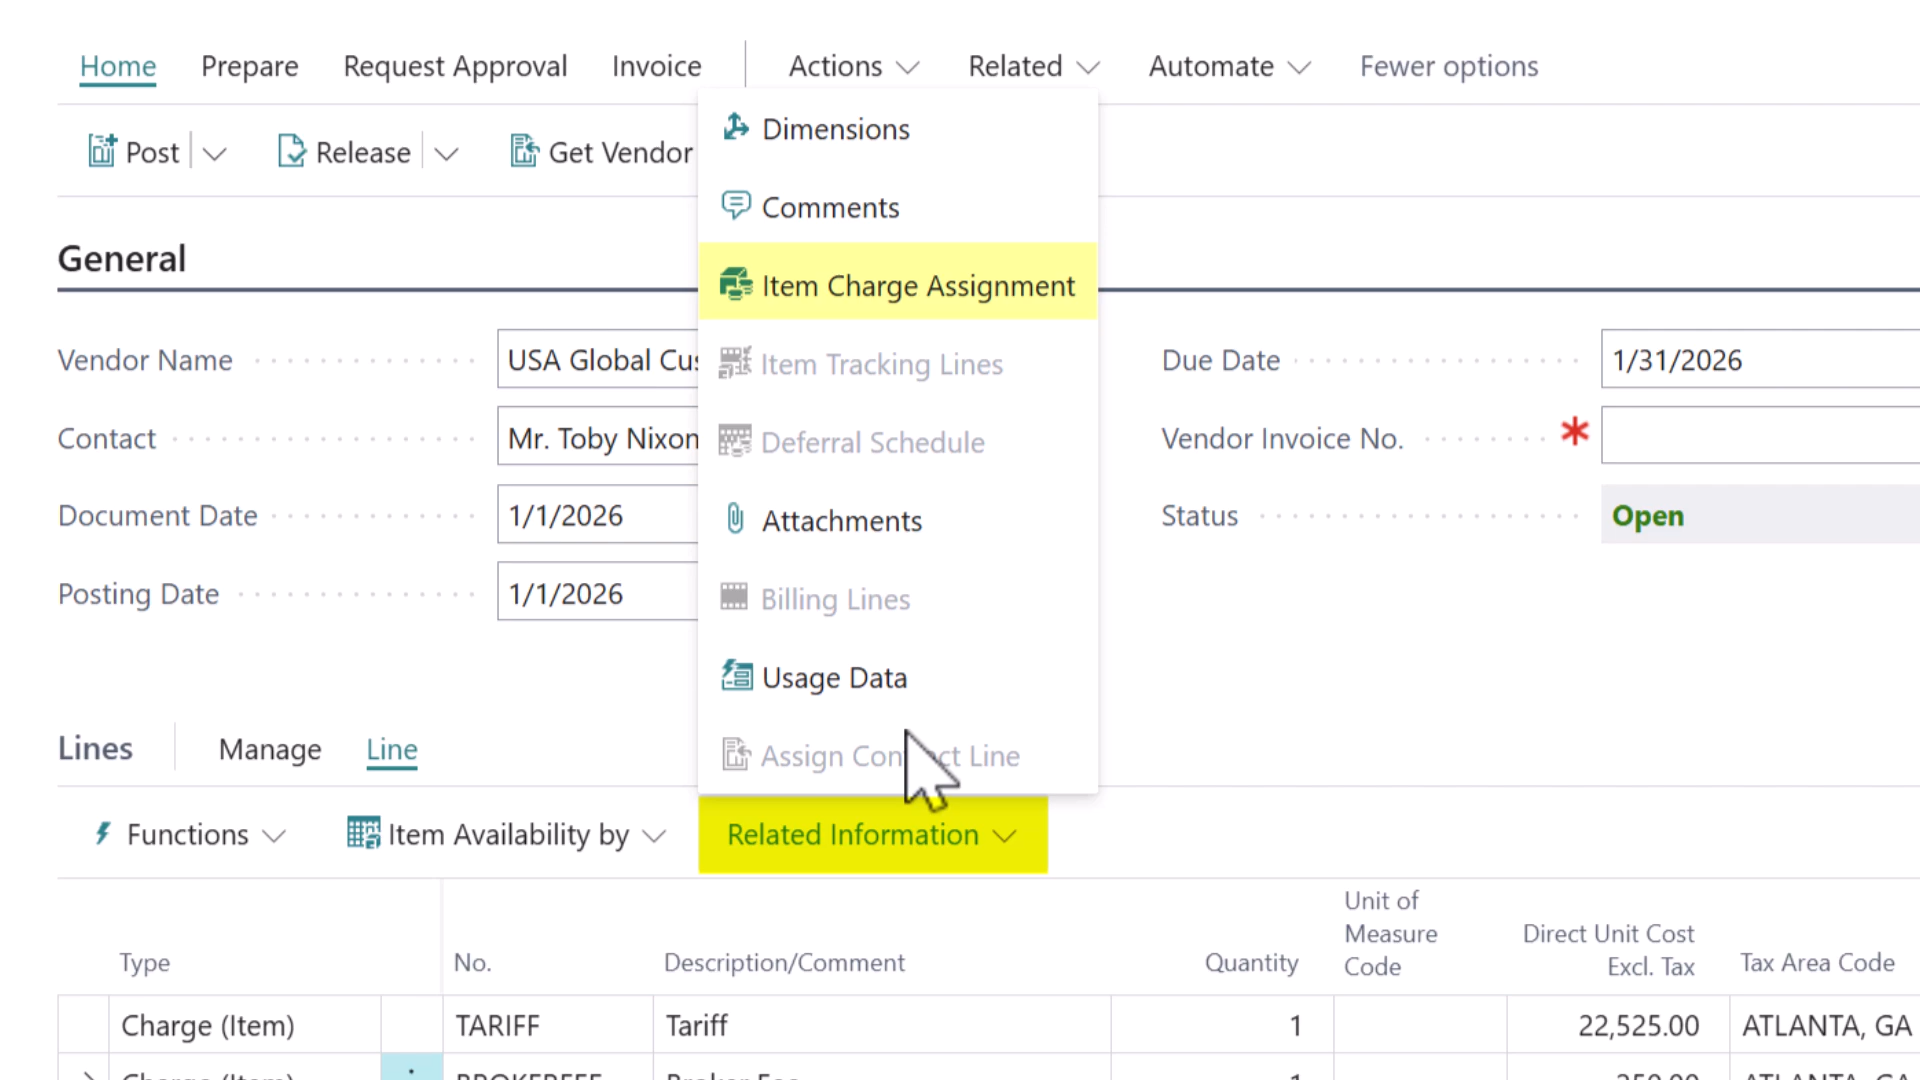 Home Prepare Request Approval Invoice Actions Related Automate Fewer options
Post Release Get Vendor
Dimensions
Comments
Item Charge Assignment
Item Tracking Lines
Deferral Schedule
Attachments
Billing Lines
Usage Data
Assign Line
General
Vendor Name USA Global
Contact Mr. Toby Nixon
Document Date 1/1/2026
Posting Date 1/1/2026
Due Date 1/31/2026
Vendor Invoice No. *
Status Open
Lines Manage Line
Functions Item Availability by Related Information
Type No. Description/Comment Quantity Unit of Measure Code Direct Unit Cost Excl. Tax Tax Area Code
Charge (Item) TARIFF Tariff 1 22,525.00 ATLANTA, GA